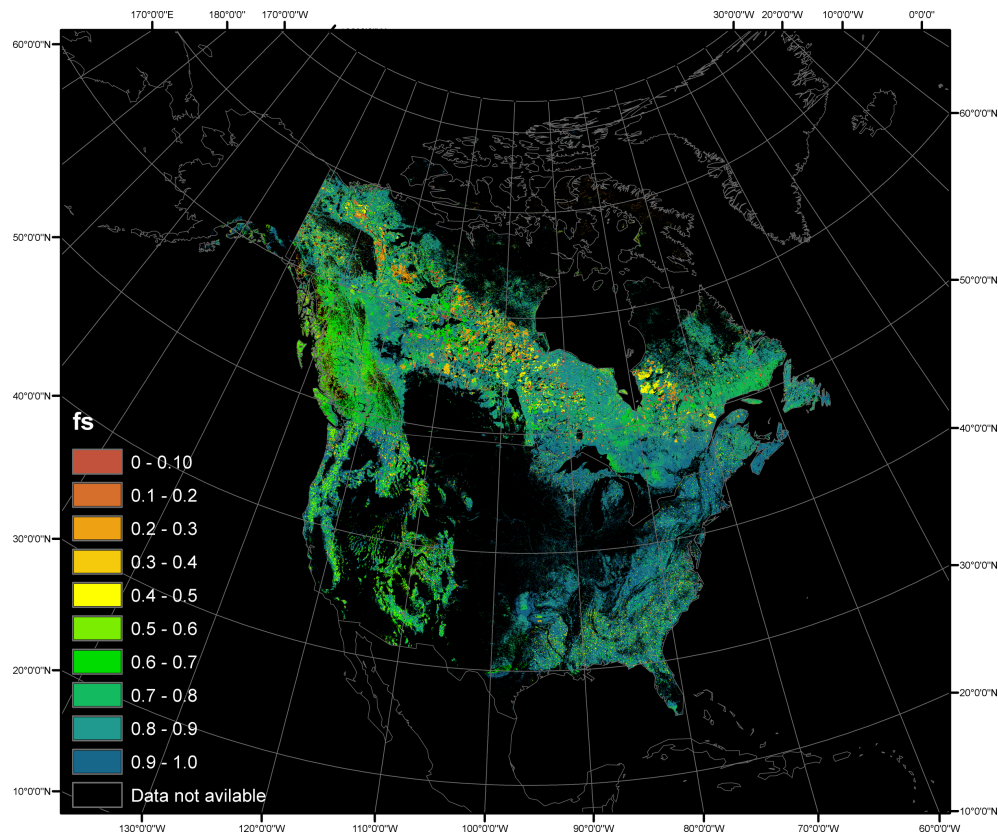 170°0'0"E 180°0'0" 170°0'0"W 30°0'0"W 20°0'0"W 10°0'0"W 0°0'0"
60°0'0"N
60°0'0"N
50°0'0"N
50°0'0"N
40°0'0"N
40°0'0"N
fs
0 - 0.10
0.1 - 0.2
0.2 - 0.3
30°0'0"N
0.3 - 0.4
30°0'0"N
0.4 - 0.5
0.5 - 0.6
0.6 - 0.7
20°0'0"N
0.7 - 0.8
20°0'0"N
0.8 - 0.9
0.9 - 1.0
10°0'0"N
Data not avilable
10°0'0"N
130°0'0"W 120°0'0"W 110°0'0"W 100°0'0"W 90°0'0"W 80°0'0"W 70°0'0"W 60°0'0"W